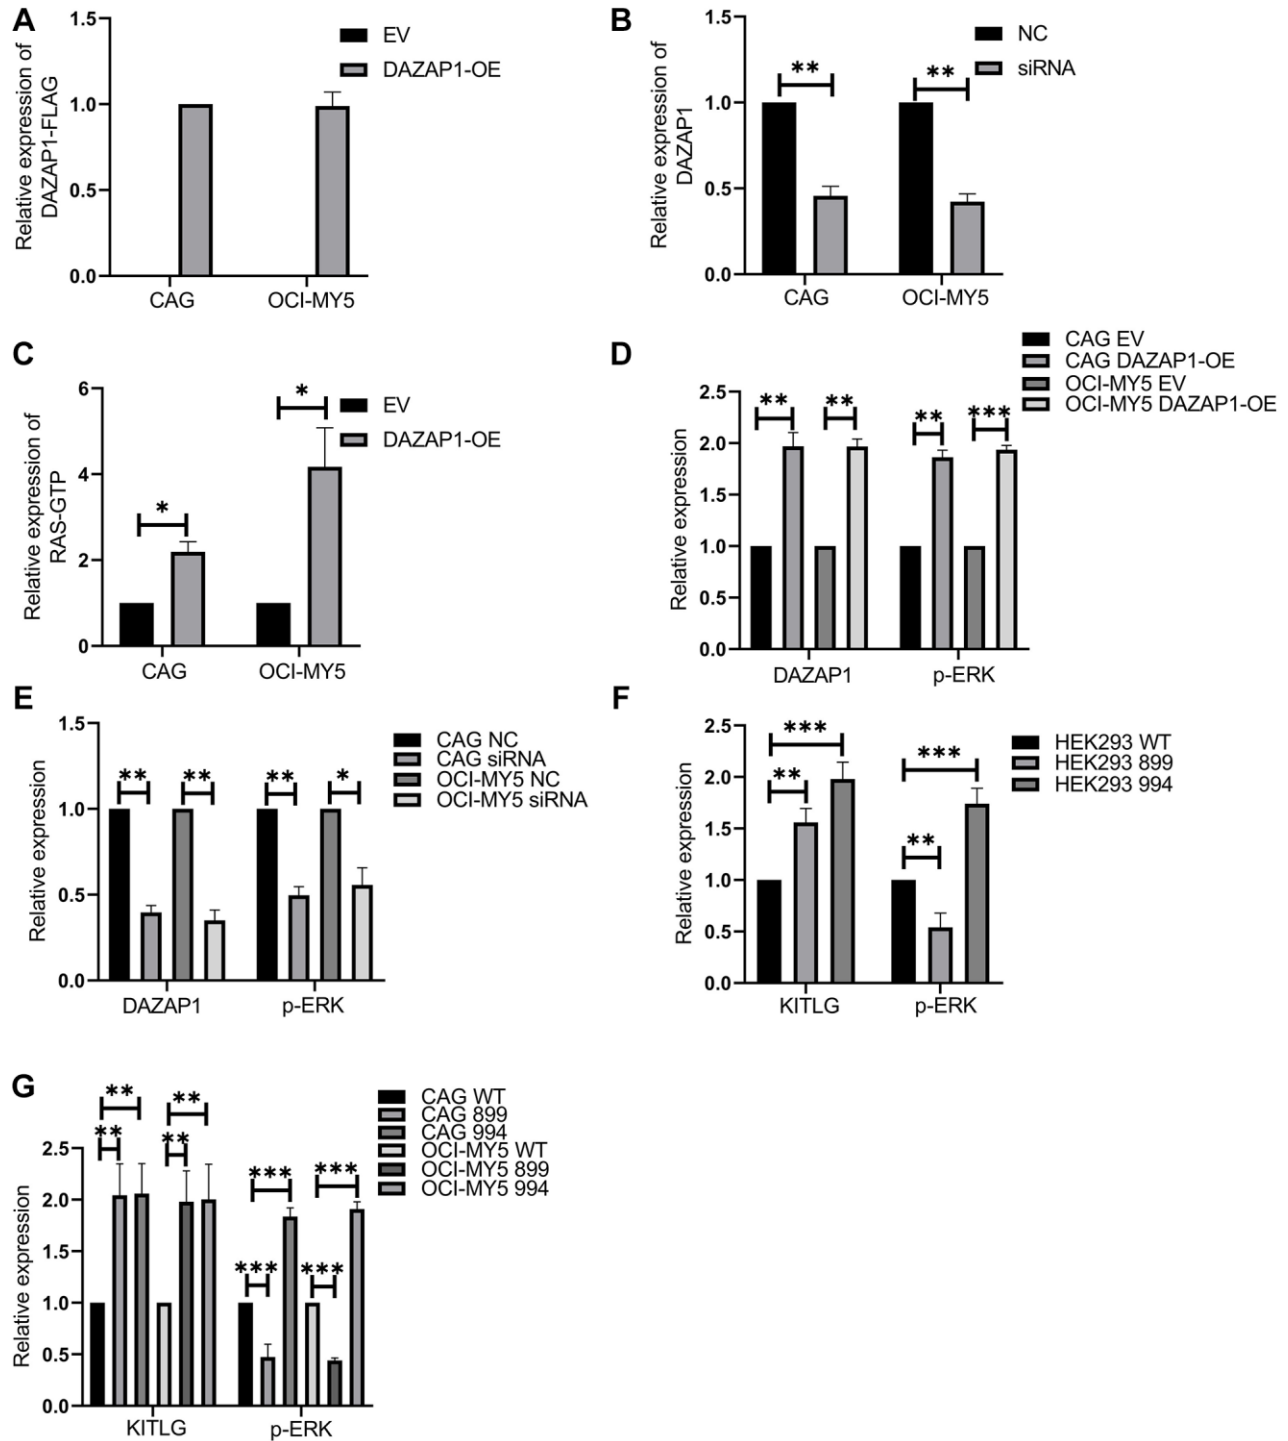 A
Relative expression of
DAZAP1-FLAG
1.5
1.0
0.5
0.0
CAG
OCI-MY5
EV
DAZAP1-OE
B
Relative expression of
DAZAP1
1.5
1.0
0.5
0.0
**
**
CAG
OCI-MY5
NC
siRNA
C
Relative expression of
RAS-GTP
6
4
2
0
*
*
CAG
OCI-MY5
EV
DAZAP1-OE
D
Relative expression
2.5
2.0
1.5
1.0
0.5
0.0
**
**
**
***
DAZAP1
p-ERK
CAG EV
CAG DAZAP1-OE
OCI-MY5 EV
OCI-MY5 DAZAP1-OE
E
Relative expression
1.5
1.0
0.5
0.0
**
**
**
*
DAZAP1
p-ERK
CAG NC
CAG siRNA
OCI-MY5 NC
OCI-MY5 siRNA
F
Relative expression
2.5
2.0
1.5
1.0
0.5
0.0
***
**
***
**
KITLG
p-ERK
HEK293 WT
HEK293 899
HEK293 994
G
Relative expression
2.5
2.0
1.5
1.0
0.5
0.0
**
**
**
**
***
***
***
***
KITLG
p-ERK
CAG WT
CAG 899
CAG 994
OCI-MY5 WT
OCI-MY5 899
OCI-MY5 994